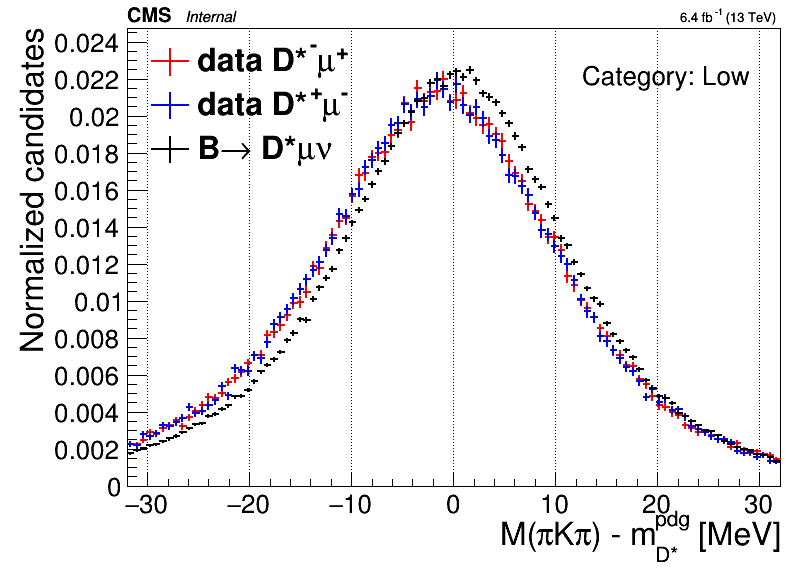 CMS Internal 6.4 fb⁻¹ (13 TeV)
Normalized candidates
0.024
0.022
0.02
0.018
0.016
0.014
0.012
0.01
0.008
0.006
0.004
0.002
0
data D*⁻μ⁺
data D*⁺μ⁻
B→ D*μν
Category: Low
−30 −20 −10 0 10 20 30
M(πKπ) - m_{D*}^{pdg} [MeV]